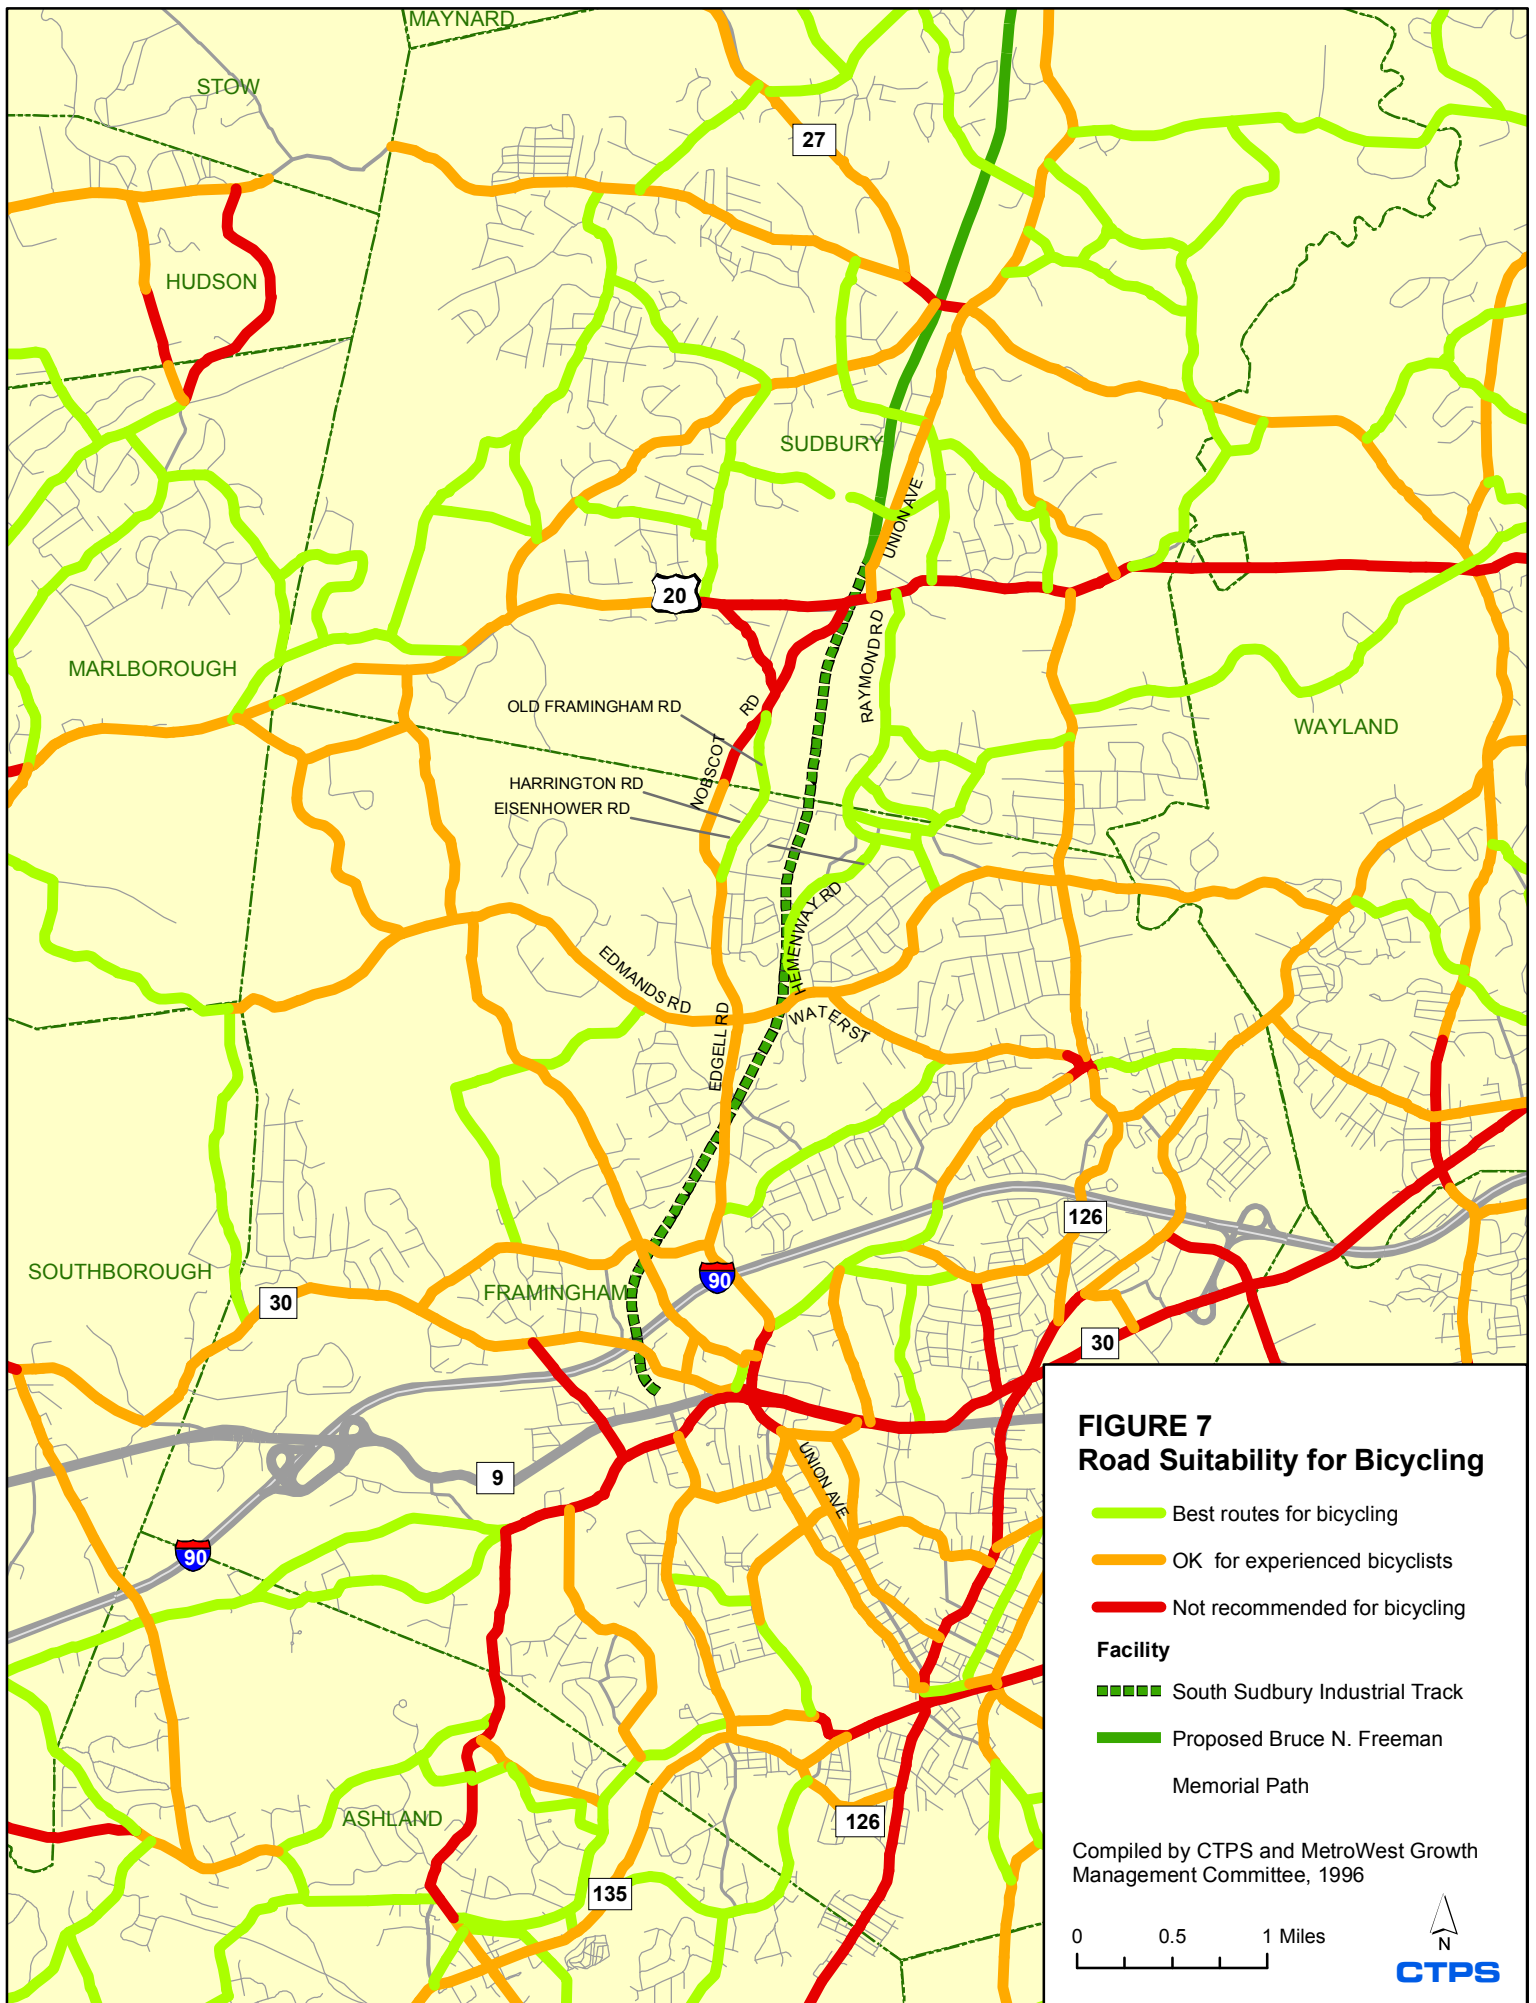 MAYNARD
STOW
27
HUDSON
SUDBURY
UNION AVE
20
MARLBOROUGH
RAYMOND RD
OLD FRAMINGHAM RD
NOBSCOT RD
WAYLAND
HARRINGTON RD
EISENHOWER RD
HEMENWAY RD
EDMANDS RD
WATER ST
EDGELL RD
126
SOUTHBOROUGH
90
30
FRAMINGHAM
30
9
UNION AVE
90
ASHLAND
126
135
FIGURE 7
Road Suitability for Bicycling
Best routes for bicycling
OK for experienced bicyclists
Not recommended for bicycling
Facility
South Sudbury Industrial Track
Proposed Bruce N. Freeman
Memorial Path
Compiled by CTPS and MetroWest Growth
Management Committee, 1996
0 0.5 1 Miles
N
CTPS